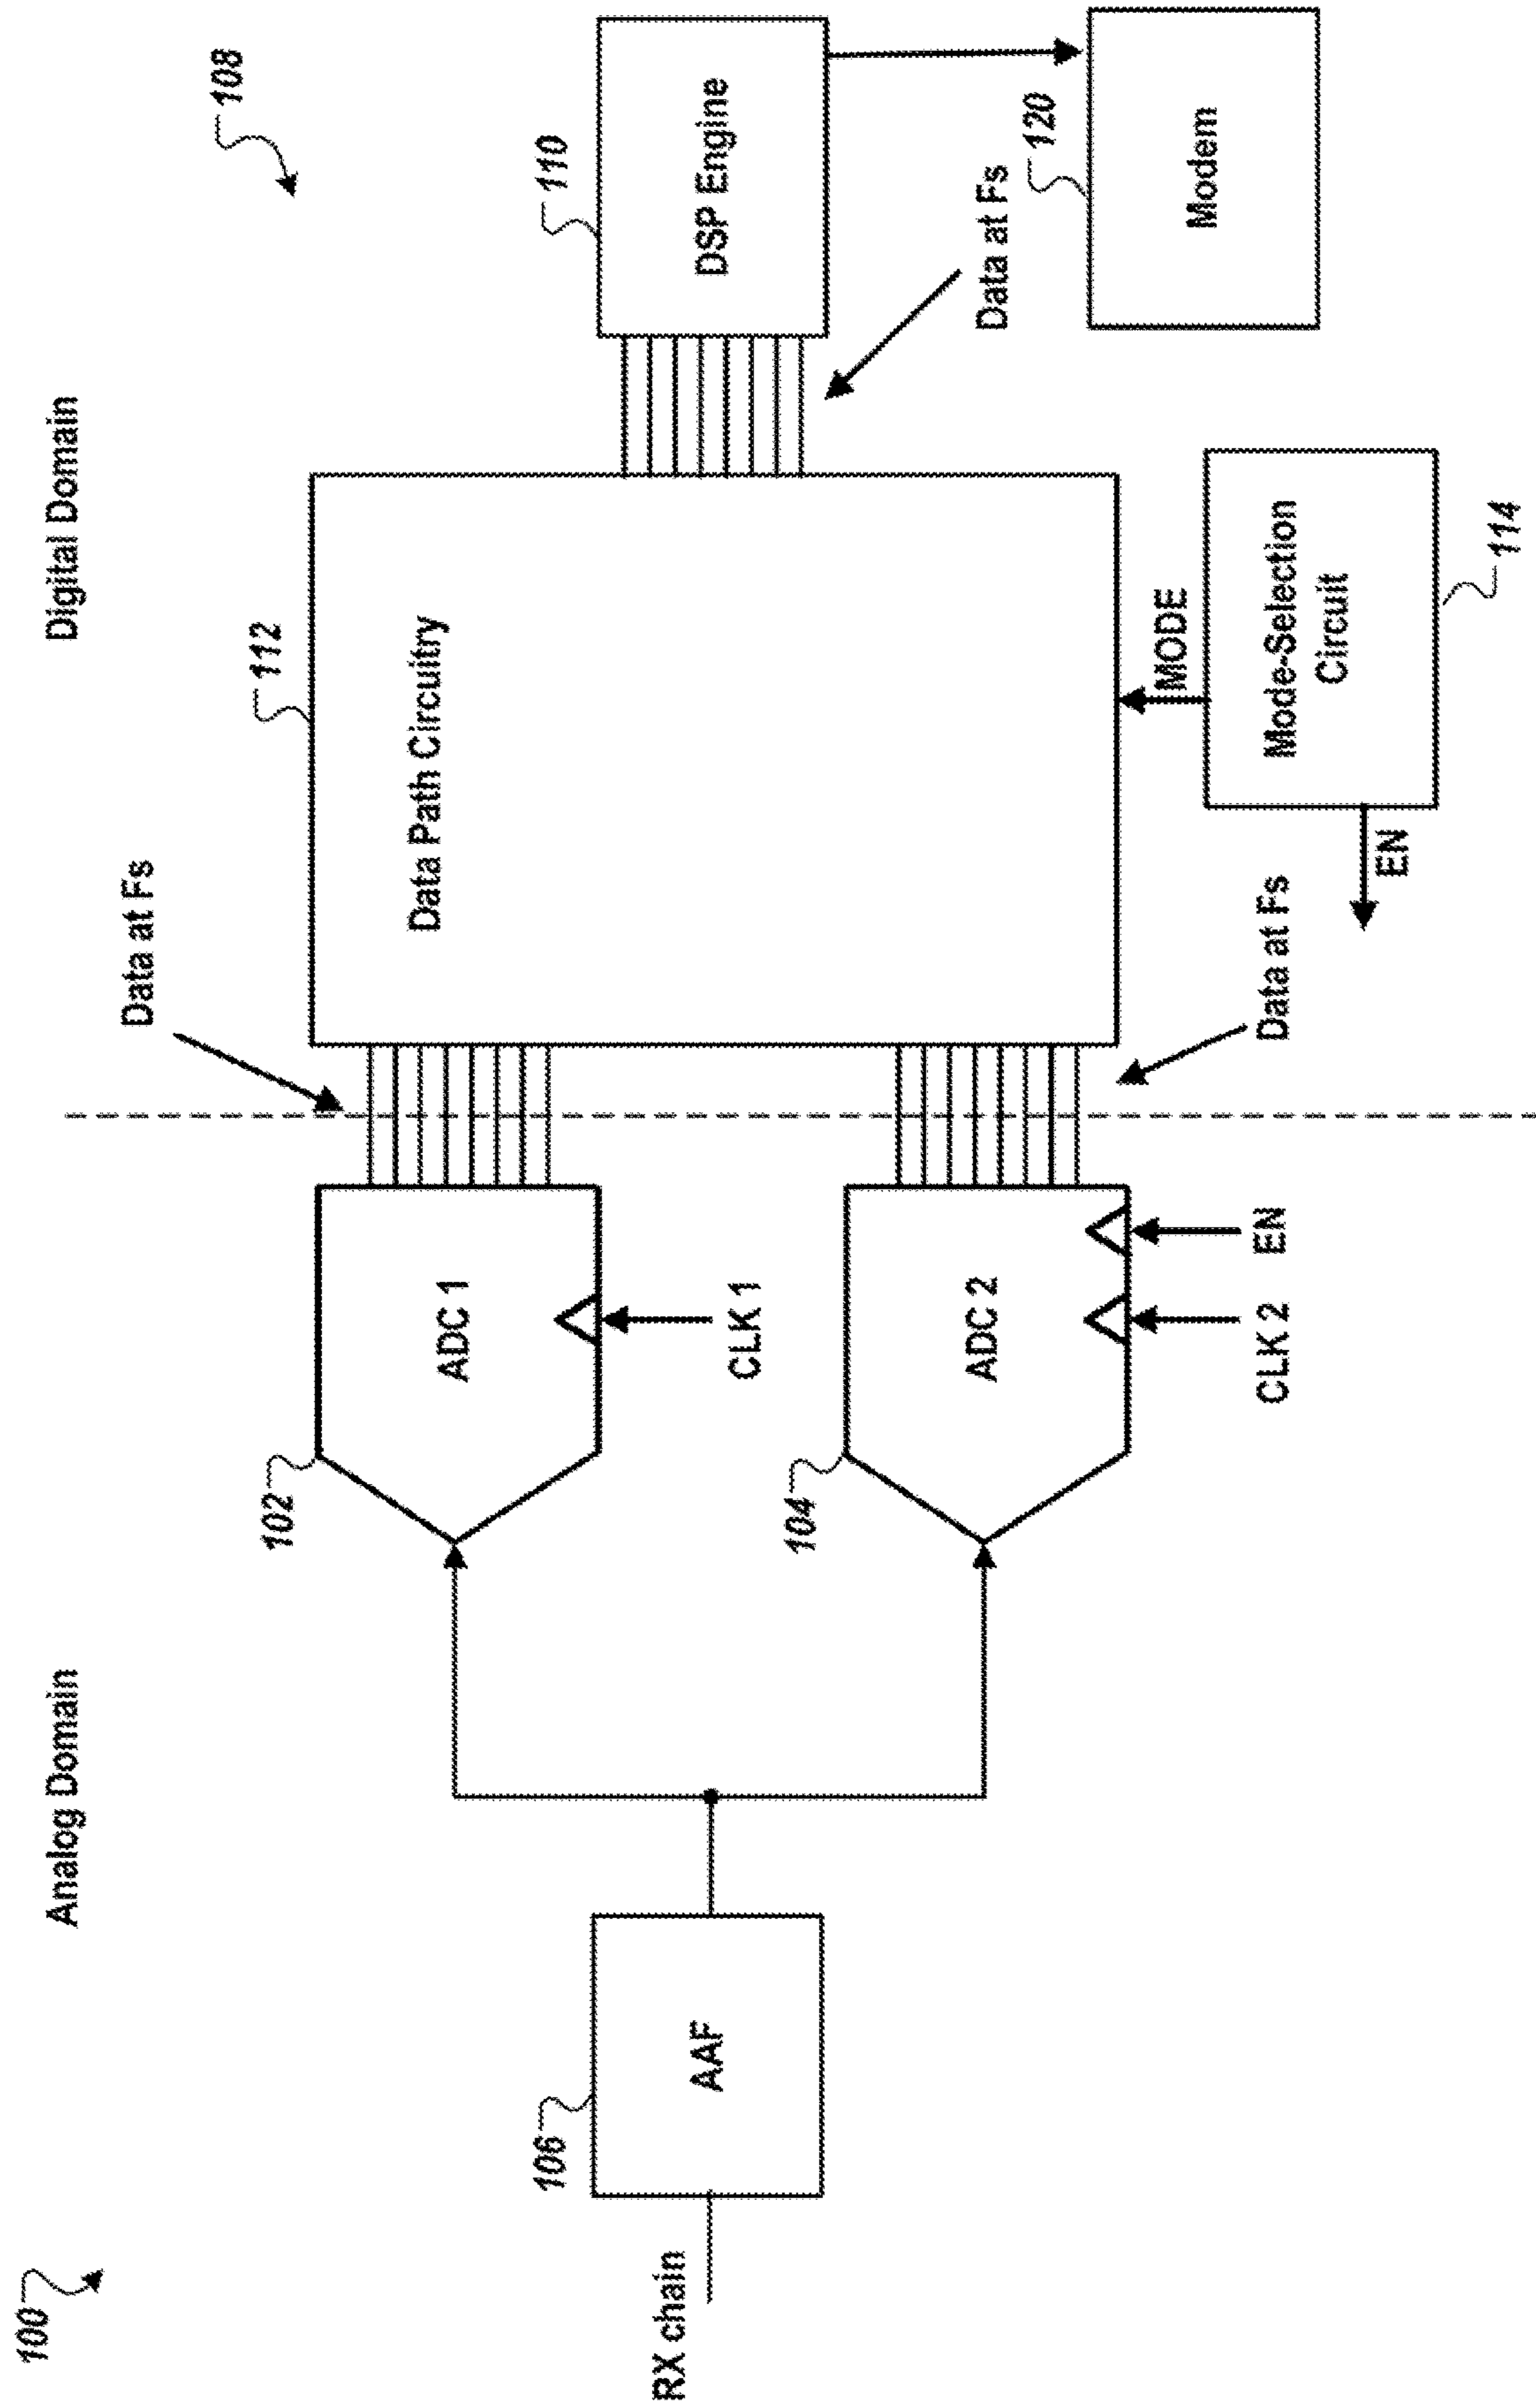 100
Analog Domain
Digital Domain
108
RX chain
106
AAF
102
ADC 1
CLK 1
104
ADC 2
CLK 2
EN
Data at Fs
Data at Fs
112
Data Path Circuitry
MODE
Mode-Selection
Circuit
EN
114
110
DSP Engine
Data at Fs
120
Modem